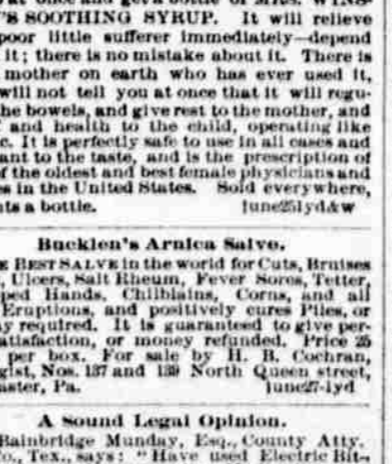 at once and get a bottle of MRS. WINS-
'S SOOTHING SYRUP. It will relieve
poor little sufferer immediately—depend
it; there is no mistake about it. There is
mother on earth who has ever used it,
will not tell you at once that it will regu-
he bowels, and give rest to the mother, and
f and health to the child, operating like
c. It is perfectly safe to use in all cases and
ant to the taste, and is the prescription of
f the oldest and best female physicians and
s in the United States. Sold everywhere,
ts a bottle. june25lyd&w
Bucklen's Arnica Salve.
E BEST SALVE in the world for Cuts, Bruises
, Ulcers, Salt Rheum, Fever Sores, Tetter,
ped Hands, Chilblains, Corns, and all
Eruptions, and positively cures Piles, or
y required. It is guaranteed to give per-
atisfaction, or money refunded. Price 25
per box. For sale by H. B. Cochran,
gist, Nos. 137 and 139 North Queen street,
aster, Pa. june27-lyd
A Sound Legal Opinion.
Bainbridge Munday, Esq., County Atty.
o., Tex., says: "Have used Electric Bit-